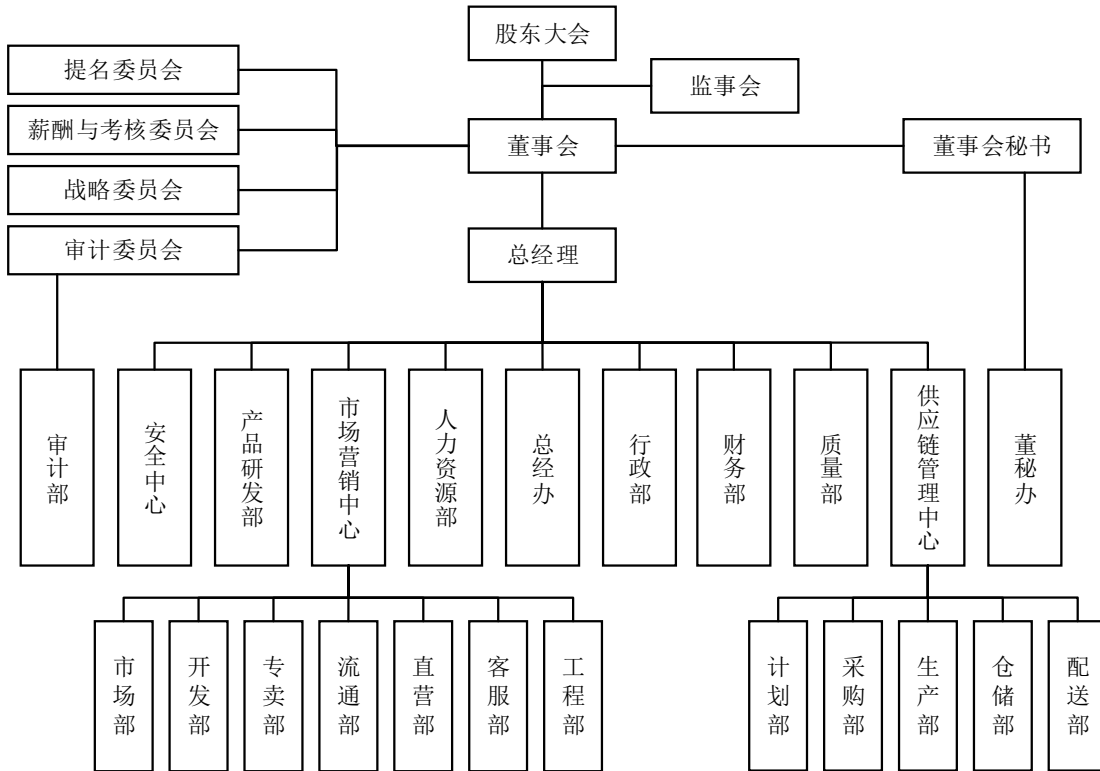 股东大会
提名委员会
监事会
薪酬与考核委员会
董事会
董事会秘书
战略委员会
审计委员会
总经理
审计部
安全中心
产品研发部
市场营销中心
人力资源部
总经办
行政部
财务部
质量部
供应链管理中心
董秘办
市场部
开发部
专卖部
流通部
直营部
客服部
工程部
计划部
采购部
生产部
仓储部
配送部